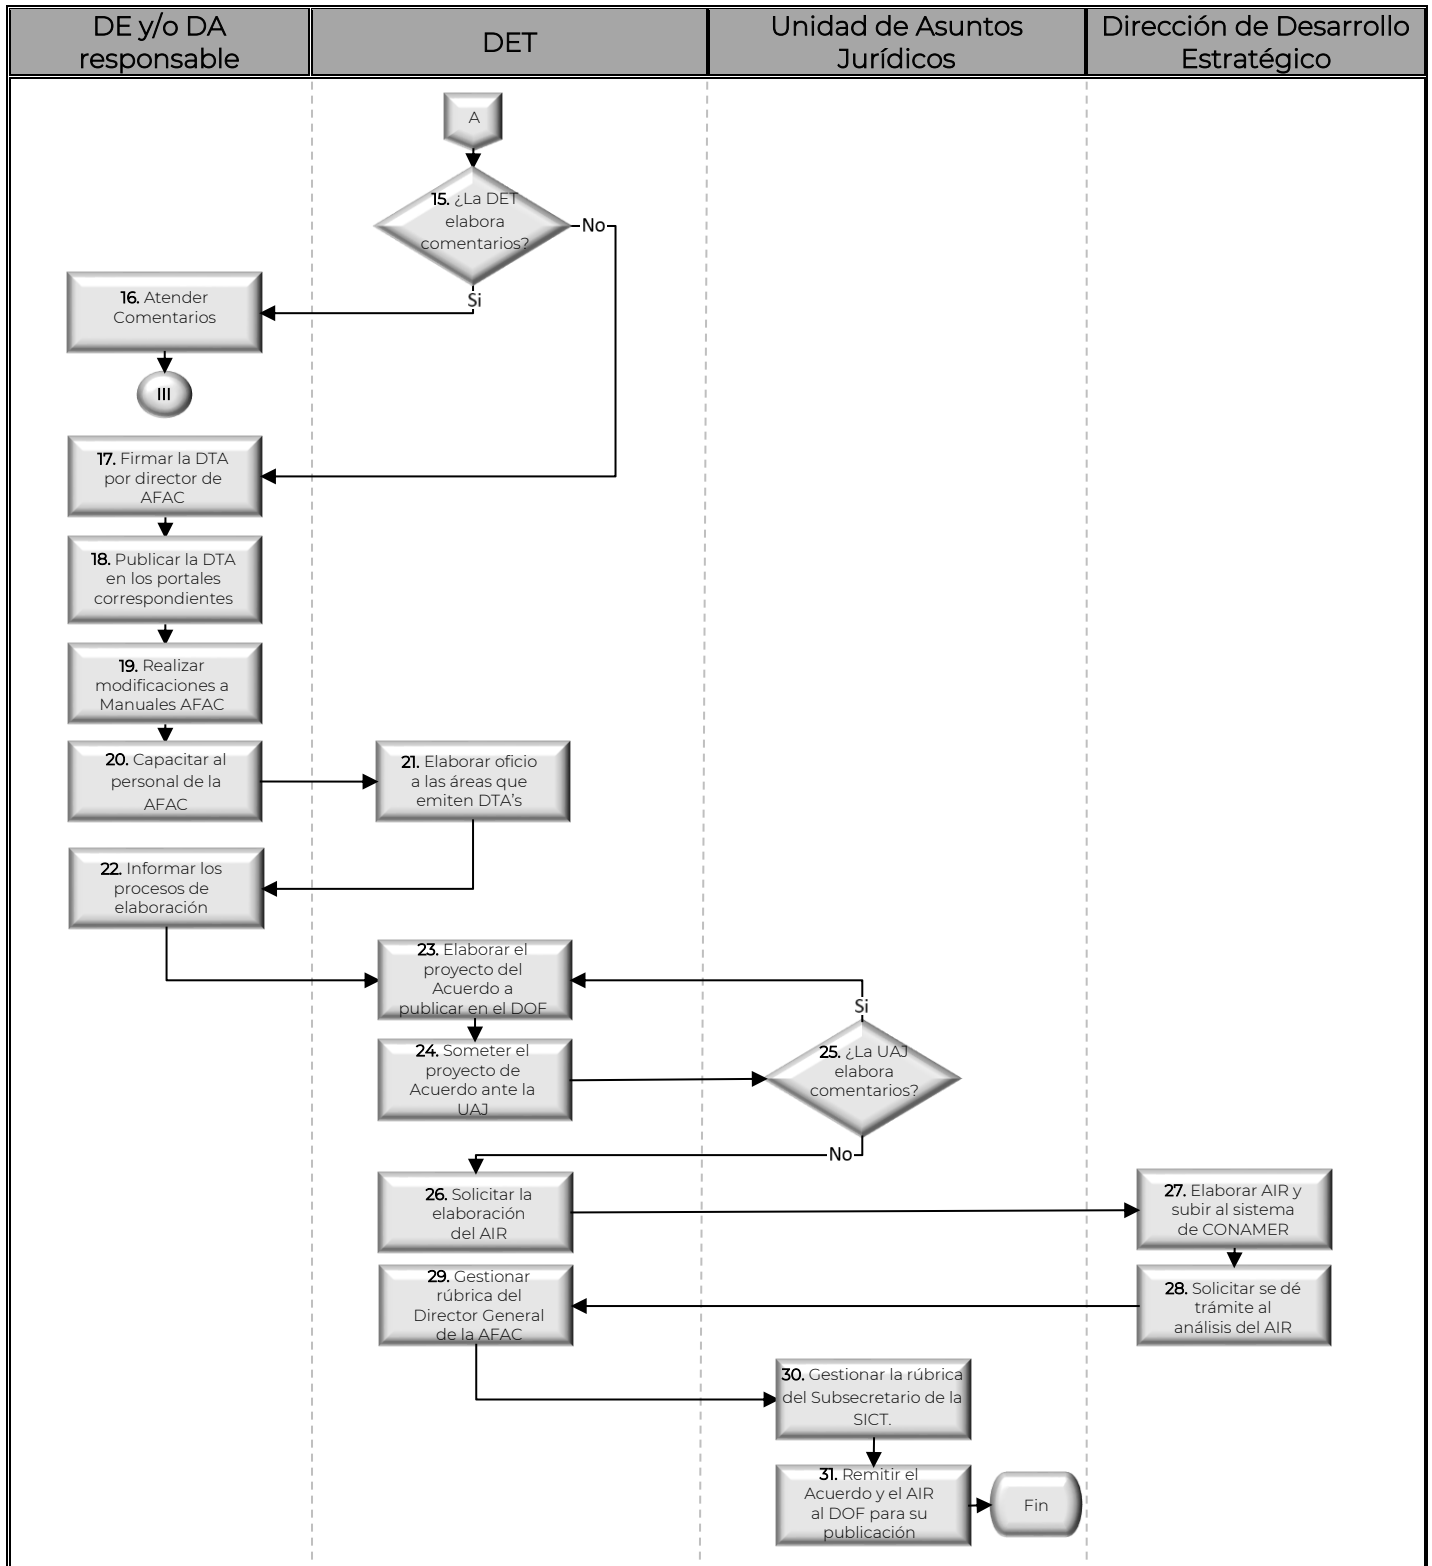 DE y/o DA
responsable
DET
Unidad de Asuntos
Jurídicos
Dirección de Desarrollo
Estratégico
A
15. ¿La DET
elabora
comentarios?
No
Si
16. Atender
Comentarios
III
17. Firmar la DTA
por director de
AFAC
18. Publicar la DTA
en los portales
correspondientes
19. Realizar
modificaciones a
Manuales AFAC
20. Capacitar al
personal de la
AFAC
21. Elaborar oficio
a las áreas que
emiten DTA's
22. Informar los
procesos de
elaboración
23. Elaborar el
proyecto del
Acuerdo a
publicar en el DOF
Si
24. Someter el
proyecto de
Acuerdo ante la
UAJ
25. ¿La UAJ
elabora
comentarios?
No
26. Solicitar la
elaboración
del AIR
27. Elaborar AIR y
subir al sistema
de CONAMER
29. Gestionar
rúbrica del
Director General
de la AFAC
28. Solicitar se dé
trámite al
análisis del AIR
30. Gestionar la rúbrica
del Subsecretario de la
SICT.
31. Remitir el
Acuerdo y el AIR
al DOF para su
publicación
Fin